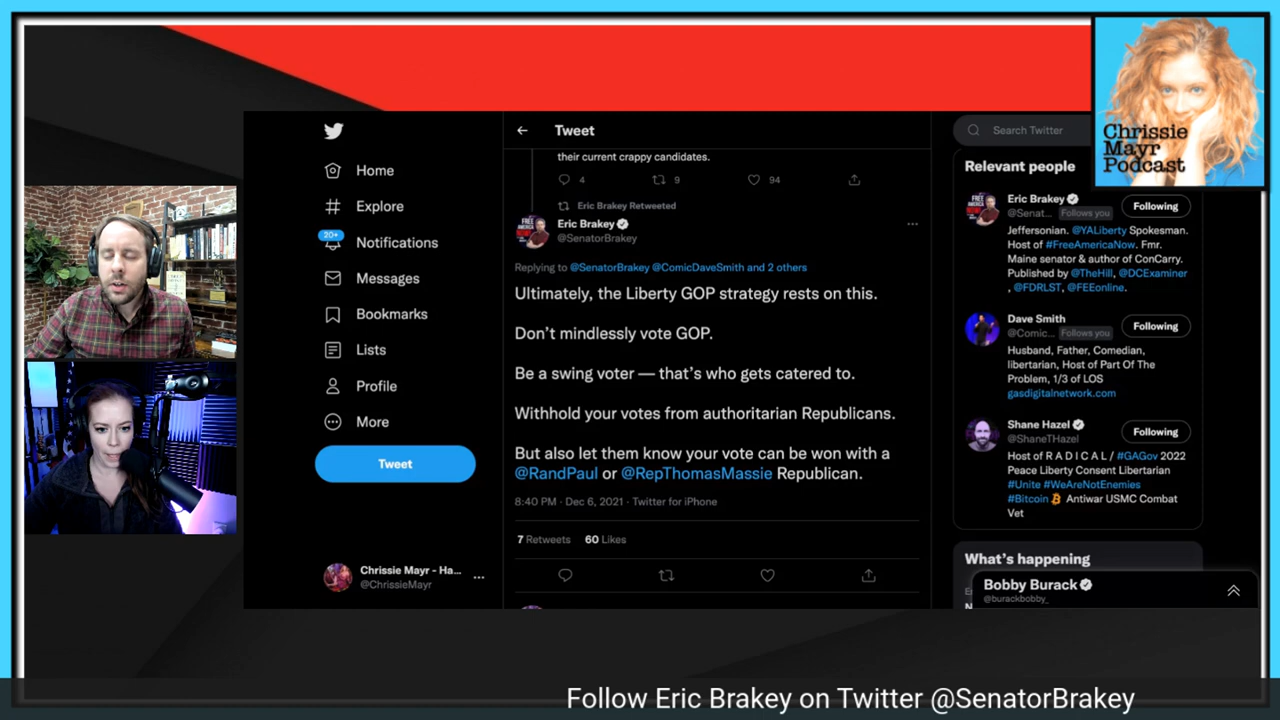 Chrissie
Mayr
Podcast
Home
Explore
20+
Notifications
Messages
Bookmarks
Lists
Profile
More
Tweet
Chrissie Mayr - Ha...
@ChrissieMayr
Tweet
their current crappy candidates.
4
9
94
Eric Brakey Retweeted
Eric Brakey
@SenatorBrakey
Replying to @SenatorBrakey @ComicDaveSmith and 2 others
Ultimately, the Liberty GOP strategy rests on this.
Don't mindlessly vote GOP.
Be a swing voter — that's who gets catered to.
Withhold your votes from authoritarian Republicans.
But also let them know your vote can be won with a
@RandPaul or @RepThomasMassie Republican.
8:40 PM · Dec 6, 2021 · Twitter for iPhone
7 Retweets 60 Likes
Search Twitter
Relevant people
Eric Brakey
@Senat... Follows you
Following
Jeffersonian. @YALiberty Spokesman.
Host of #FreeAmericaNow. Fmr.
Maine senator & author of ConCarry.
Published by @TheHill, @DCExaminer
, @FDRLST, @FEEonline.
Dave Smith
@Comic... Follows you
Following
Husband, Father, Comedian,
libertarian, Host of Part Of The
Problem, 1/3 of LOS
gasdigitalnetwork.com
Shane Hazel
@ShaneTHazel
Following
Host of R A D I C A L / #GAGov 2022
Peace Liberty Consent Libertarian
#Unite #WeAreNotEnemies
#Bitcoin Antiwar USMC Combat
Vet
What's happening
Bobby Burack
@burackbobby_
Follow Eric Brakey on Twitter @SenatorBrakey